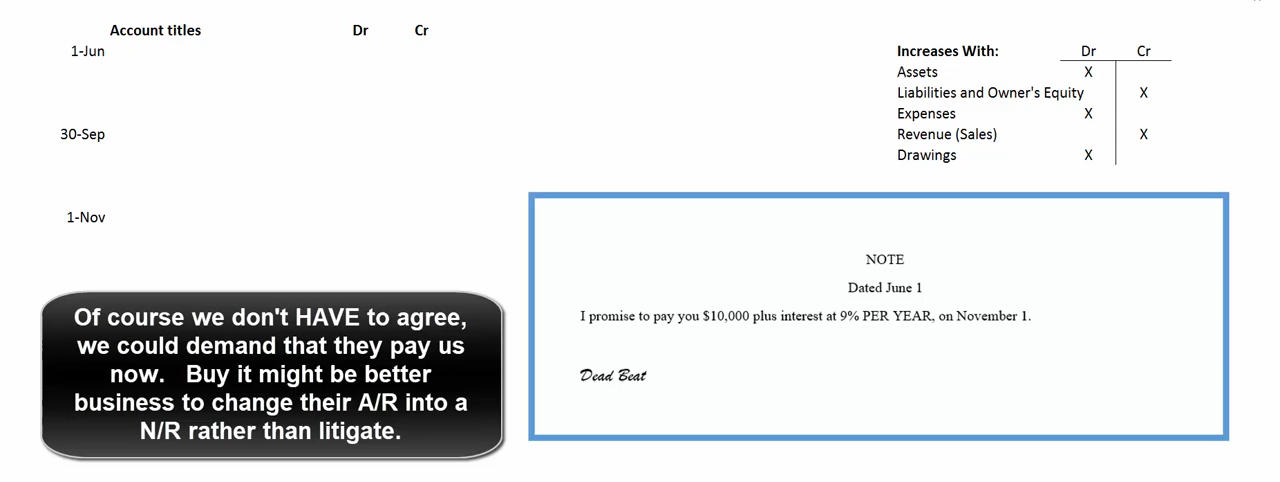 Account titles Dr Cr
1-Jun
30-Sep
1-Nov
Increases With: Dr Cr
Assets X
Liabilities and Owner's Equity X
Expenses X
Revenue (Sales) X
Drawings X
NOTE
Dated June 1
I promise to pay you $10,000 plus interest at 9% PER YEAR, on November 1.
Dead Beat
Of course we don't HAVE to agree,
we could demand that they pay us
now. Buy it might be better
business to change their A/R into a
N/R rather than litigate.